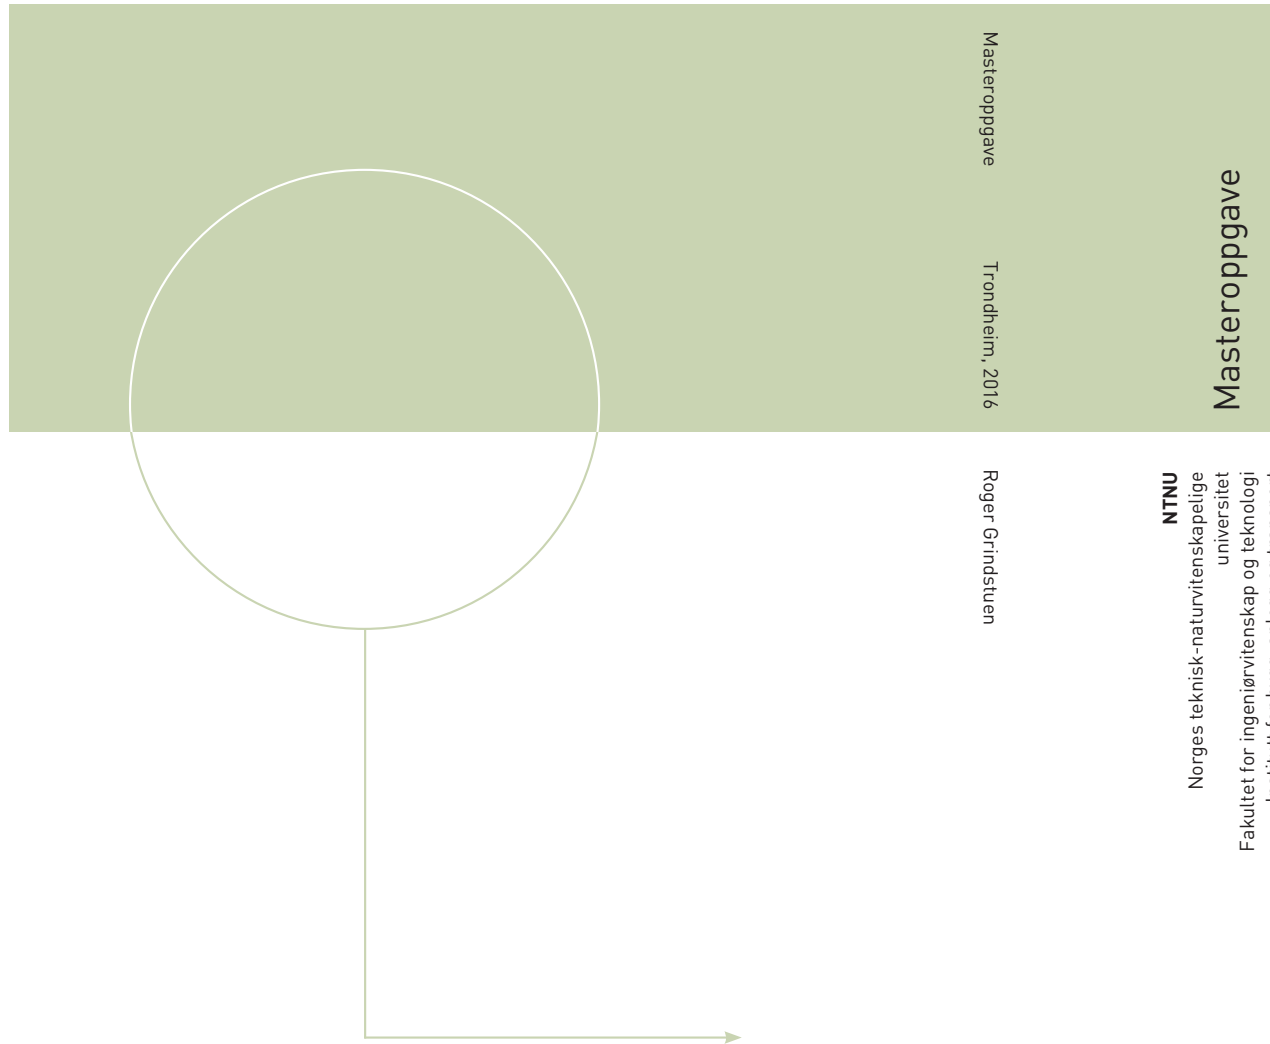 Masteroppgave
Trondheim, 2016
Roger Grindstuen
Masteroppgave
NTNU
Norges teknisk-naturvitenskapelige
universitet
Fakultet for ingeniørvitenskap og teknologi